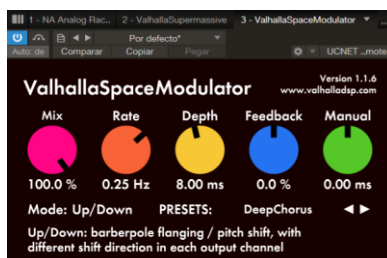 1 - NA Analog Rac.. 2 - ValhallaSupermassive 3 - ValhallaSpaceModulator
Por defecto*
Auto: de Comparar Copiar Pegar UCNET ...mote
ValhallaSpaceModulator
Version 1.1.6
www.valhalladsp.com
Mix Rate Depth Feedback Manual
100.0 % 0.25 Hz 8.00 ms 0.0 % 0.00 ms
Mode: Up/Down PRESETS: DeepChorus
Up/Down: barberpole flanging / pitch shift, with
different shift direction in each output channel